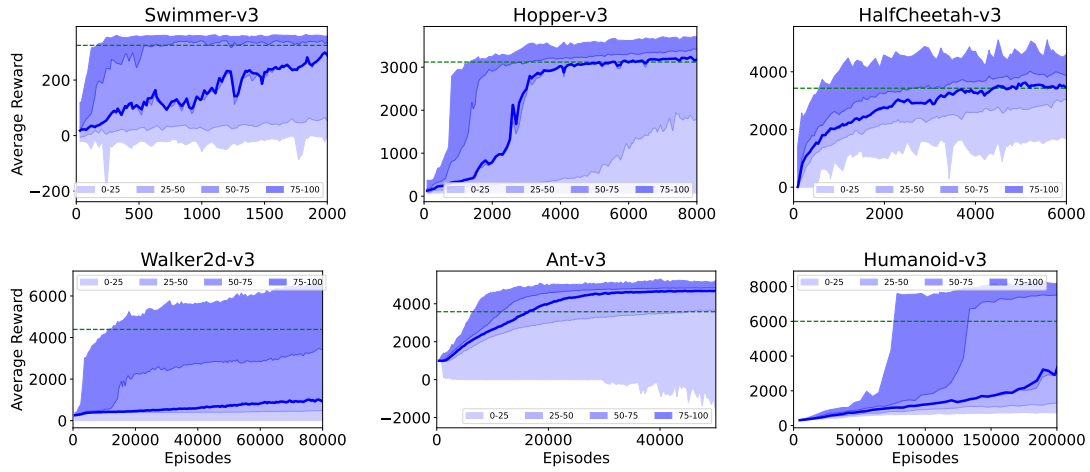 Swimmer-v3
Average Reward
200
0
−200
0-25 25-50 50-75 75-100
0 500 1000 1500 2000
Hopper-v3
3000
2000
1000
0
0-25 25-50 50-75 75-100
0 2000 4000 6000 8000
HalfCheetah-v3
4000
2000
0
0-25 25-50 50-75 75-100
0 2000 4000 6000
Walker2d-v3
Average Reward
6000
4000
2000
0
0-25 25-50 50-75 75-100
0 20000 40000 60000 80000
Episodes
Ant-v3
4000
2000
0
−2000
0-25 25-50 50-75 75-100
0 20000 40000
Episodes
Humanoid-v3
8000
6000
4000
2000
0
0-25 25-50 50-75 75-100
0 50000 100000 150000 200000
Episodes